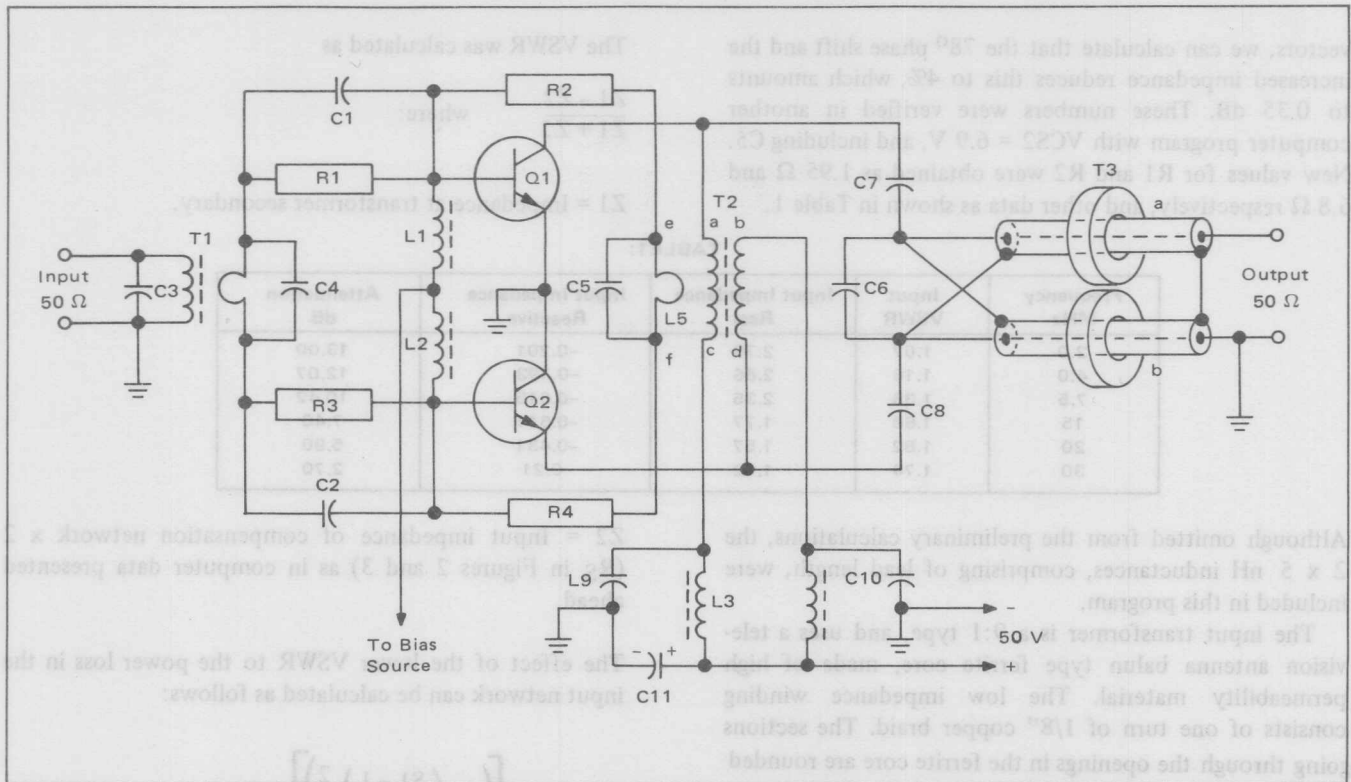 vectors, we can calculate that the 78º phase shift and the
increased impedance reduces this to 4%, which amounts
to 0.35 dB. These numbers were verified in another
computer program with VCS2 = 6.9 V, and including C5.
New values for R1 and R2 were obtained as 1.95 Ω and
6.8 Ω respectively, and other data as shown in Table 1.
The VSWR was calculated as
where:
Z1 = Impedance at transformer secondary.
C1
R2
R1
Q1
C7
T3
T2
a
a
b
e
L1
T1
Input
50 Ω
C3
C4
C5
L5
C6
Output
50 Ω
L2
f
c
d
b
R3
Q2
C8
C2
R4
L9
L3
C10
-
50 V
+
To Bias
Source
- +
C11
Although omitted from the preliminary calculations, the
2 x 5 nH inductances, comprising of lead length, were
included in this program.
The input transformer is a 9:1 type, and uses a tele-
vision antenna balun type ferrite core, made of high
permeability material. The low impedance winding
consists of one turn of 1/8" copper braid. The sections
going through the openings in the ferrite core are rounded
Z2 = Input impedance of compensation network x 2
in Figures 2 and 3) as in computer data presented
ahead.
The effect of the lower VSWR to the power loss in the
input network can be calculated as follows: